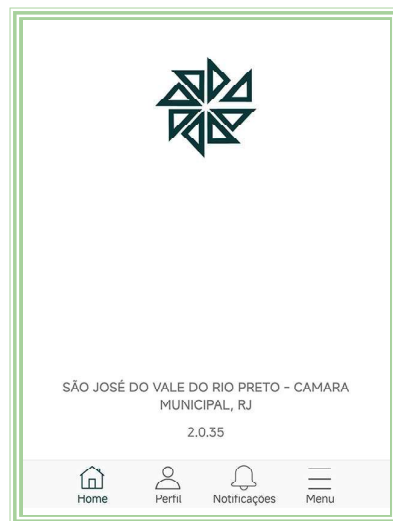 SÃO JOSÉ DO VALE DO RIO PRETO - CAMARA
MUNICIPAL, RJ
2.0.35
Home
Perfil
Notificações
Menu